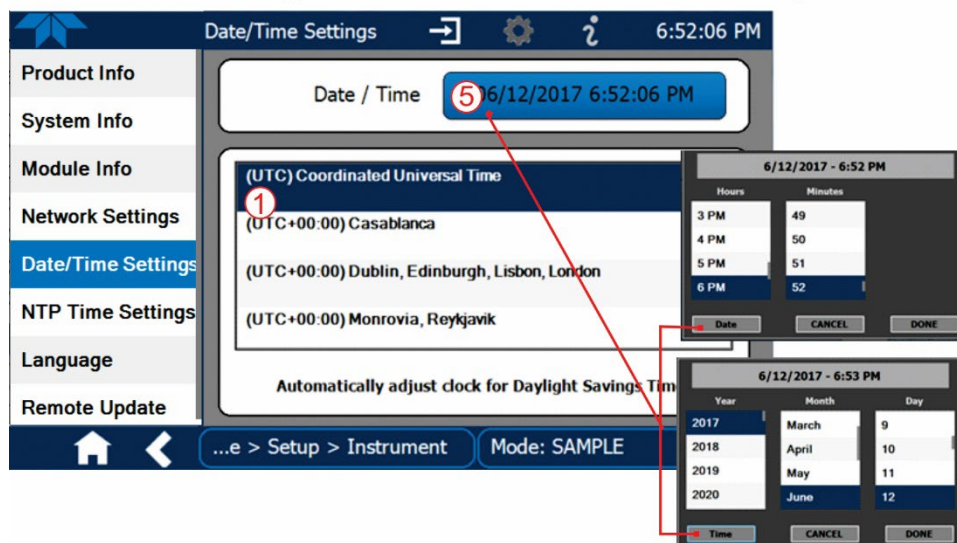 Date/Time Settings 6:52:06 PM
Product Info
System Info
Module Info
Network Settings
Date/Time Settings
NTP Time Settings
Language
Remote Update
Date / Time 5 06/12/2017 6:52:06 PM
(UTC) Coordinated Universal Time
1
(UTC+00:00) Casablanca
(UTC+00:00) Dublin, Edinburgh, Lisbon, London
(UTC+00:00) Monrovia, Reykjavik
Automatically adjust clock for Daylight Savings Tim
...e > Setup > Instrument Mode: SAMPLE
6/12/2017 - 6:52 PM
Hours Minutes
3 PM 49
4 PM 50
5 PM 51
6 PM 52
Date CANCEL DONE
6/12/2017 - 6:53 PM
Year Month Day
2017 March 9
2018 April 10
2019 May 11
2020 June 12
Time CANCEL DONE